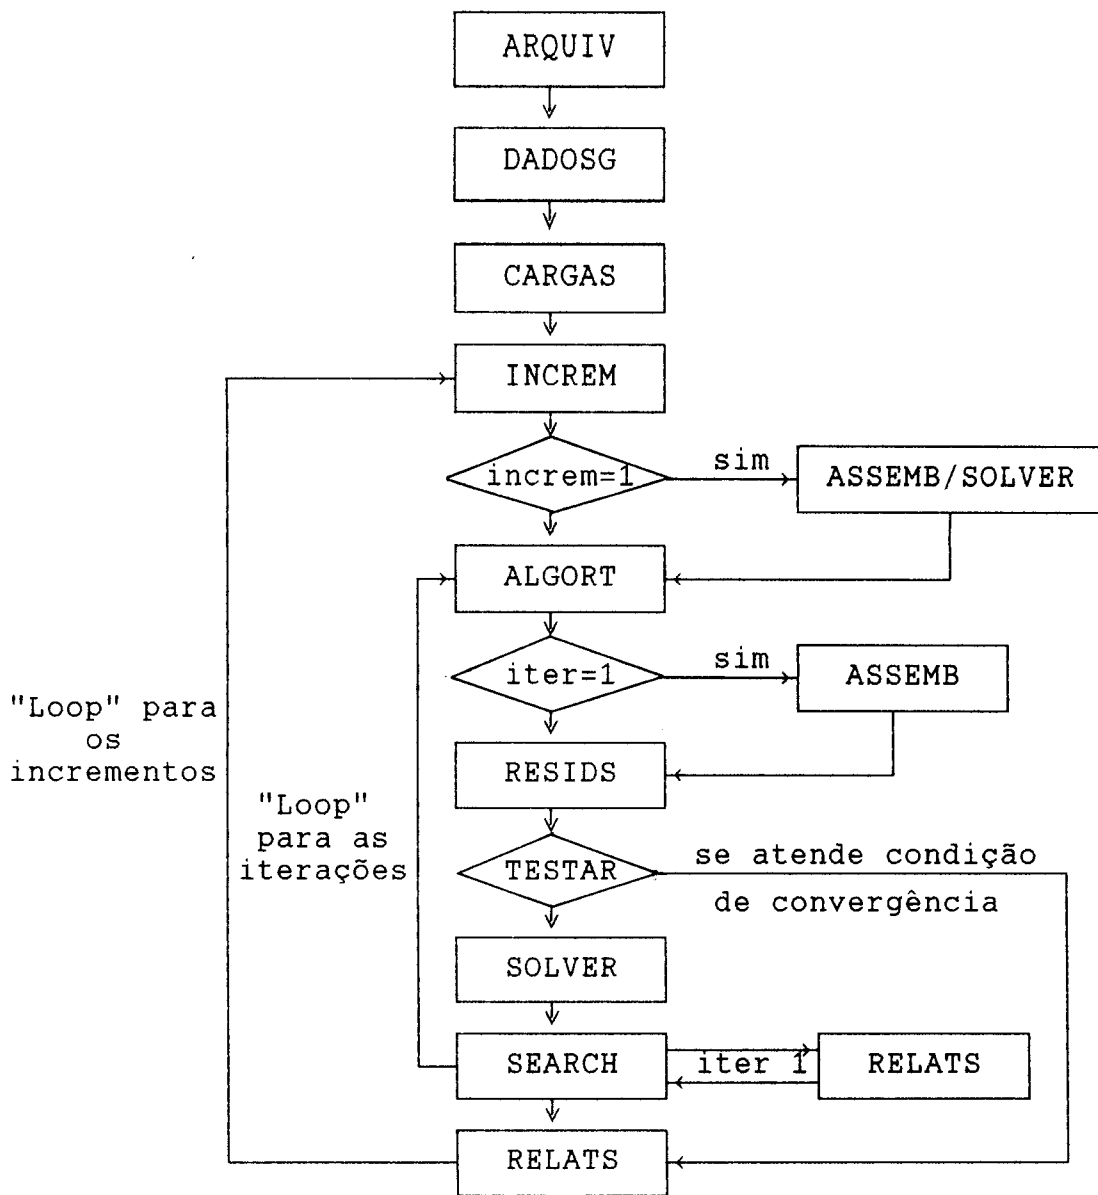 ARQUIV
DADOSG
CARGAS
INCREM
increm=1
sim
ASSEMB/SOLVER
ALGORT
iter=1
sim
ASSEMB
"Loop" para
os
incrementos
RESIDS
"Loop"
para as
iterações
TESTAR
se atende condição
de convergência
SOLVER
SEARCH
iter 1
RELATS
RELATS